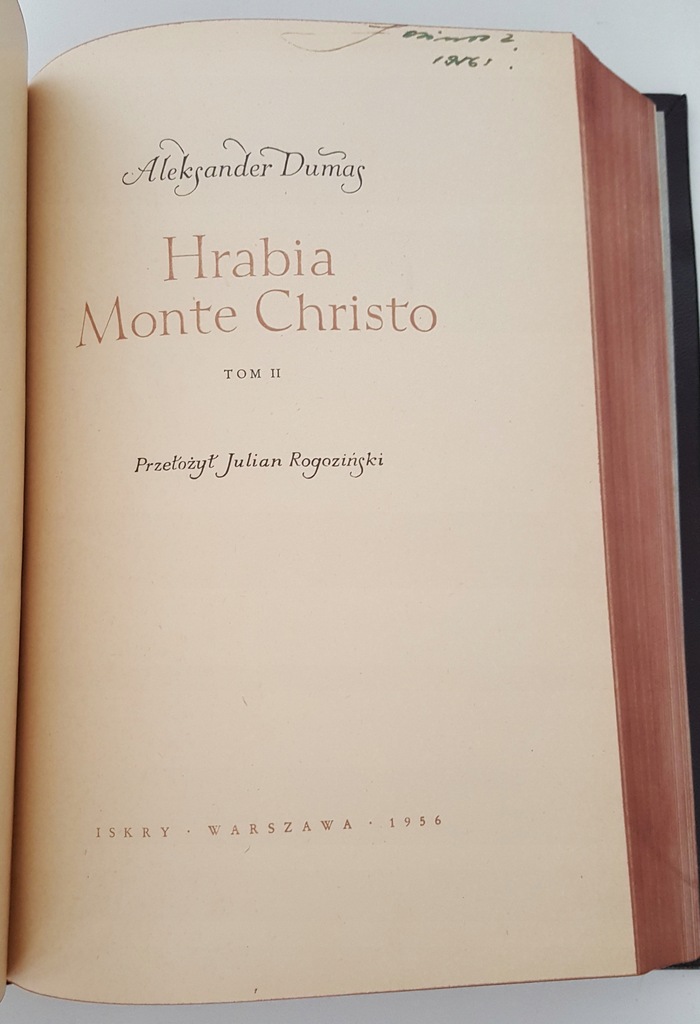 1961.
Aleksander Dumas
Hrabia
Monte Christo
TOM II
Przełożył Julian Rogoziński
ISKRY · WARSZAWA · 1956